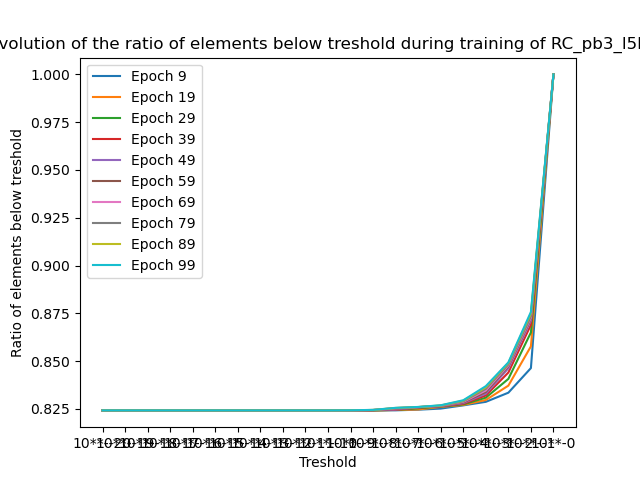 volution of the ratio of elements below treshold during training of RC_pb3_l5
1.000
0.975
0.950
0.925
0.900
0.875
0.850
0.825
Ratio of elements below treshold
Epoch 9
Epoch 19
Epoch 29
Epoch 39
Epoch 49
Epoch 59
Epoch 69
Epoch 79
Epoch 89
Epoch 99
Treshold